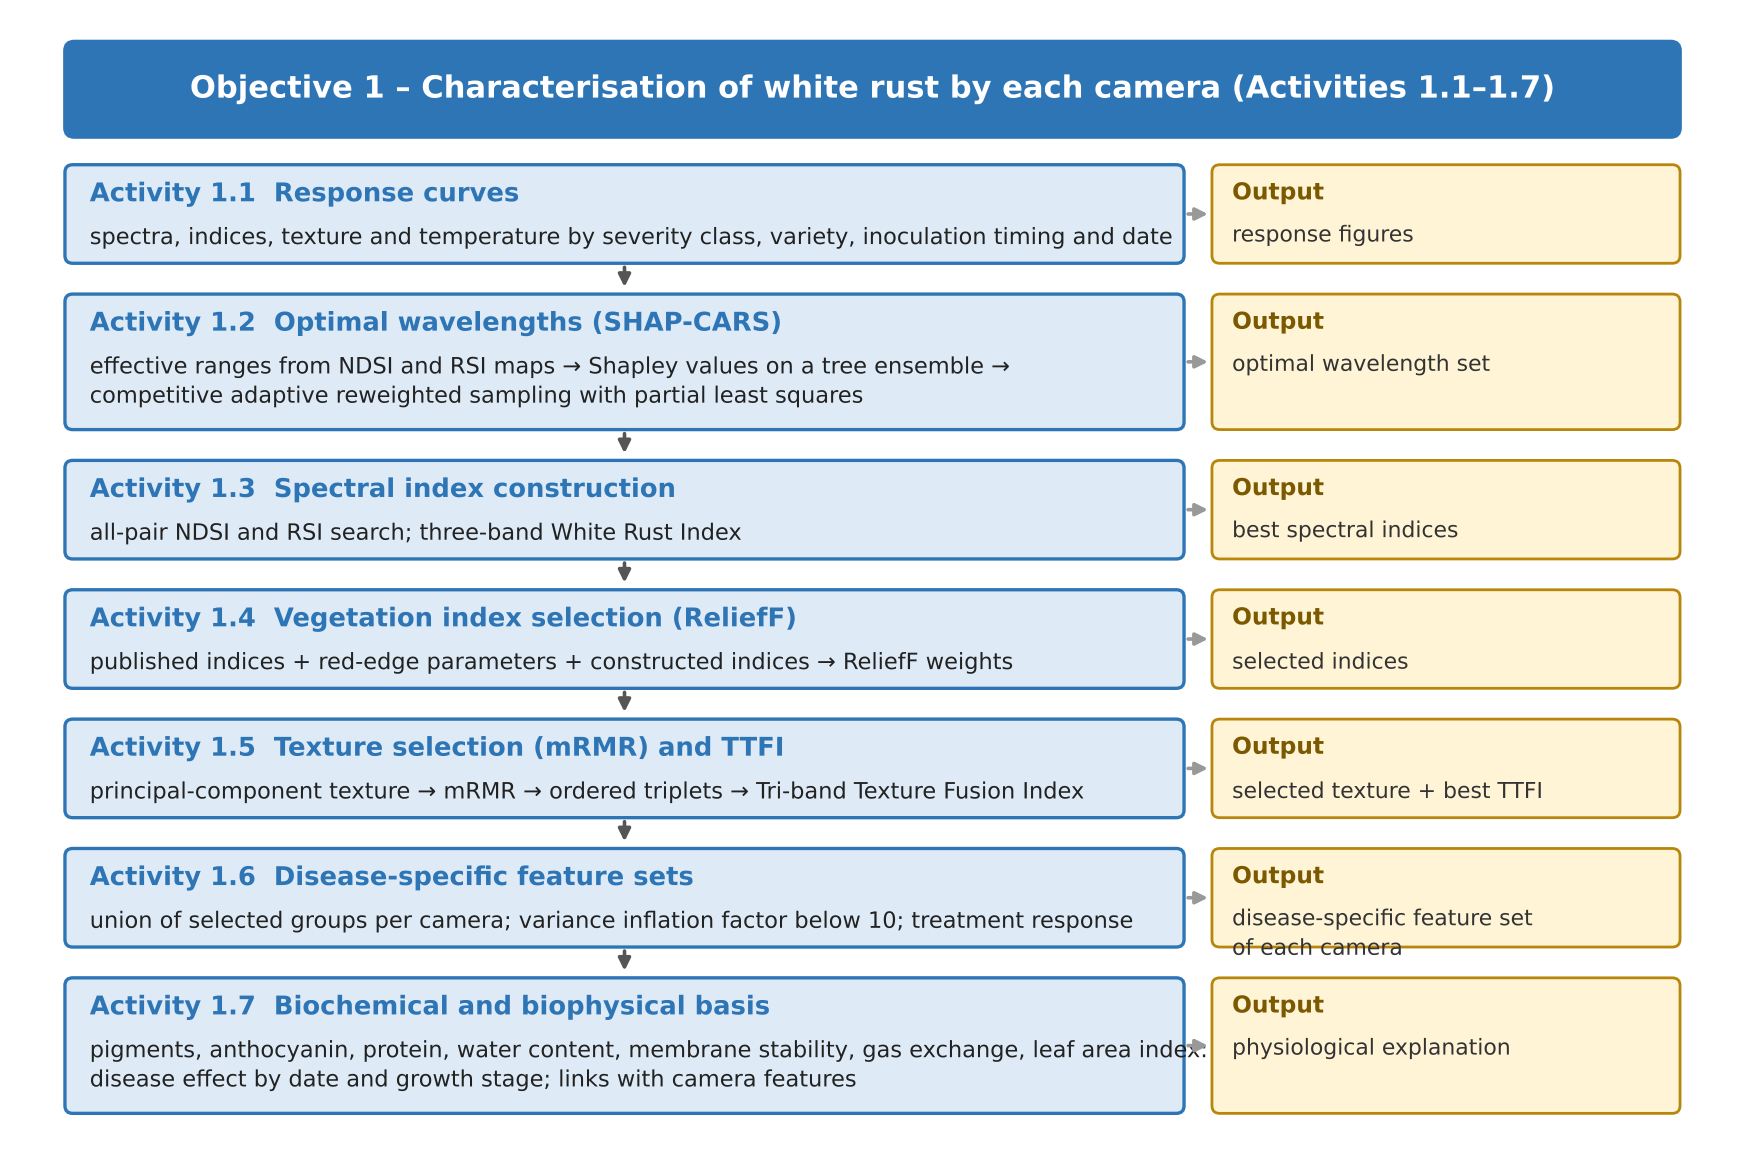 Objective 1 – Characterisation of white rust by each camera (Activities 1.1–1.7)
Activity 1.1  Response curves
spectra, indices, texture and temperature by severity class, variety, inoculation timing and date
Output
response figures
Activity 1.2  Optimal wavelengths (SHAP-CARS)
effective ranges from NDSI and RSI maps → Shapley values on a tree ensemble →
competitive adaptive reweighted sampling with partial least squares
Output
optimal wavelength set
Activity 1.3  Spectral index construction
all-pair NDSI and RSI search; three-band White Rust Index
Output
best spectral indices
Activity 1.4  Vegetation index selection (ReliefF)
published indices + red-edge parameters + constructed indices → ReliefF weights
Output
selected indices
Activity 1.5  Texture selection (mRMR) and TTFI
principal-component texture → mRMR → ordered triplets → Tri-band Texture Fusion Index
Output
selected texture + best TTFI
Activity 1.6  Disease-specific feature sets
union of selected groups per camera; variance inflation factor below 10; treatment response
Output
disease-specific feature set
of each camera
Activity 1.7  Biochemical and biophysical basis
pigments, anthocyanin, protein, water content, membrane stability, gas exchange, leaf area index:
disease effect by date and growth stage; links with camera features
Output
physiological explanation